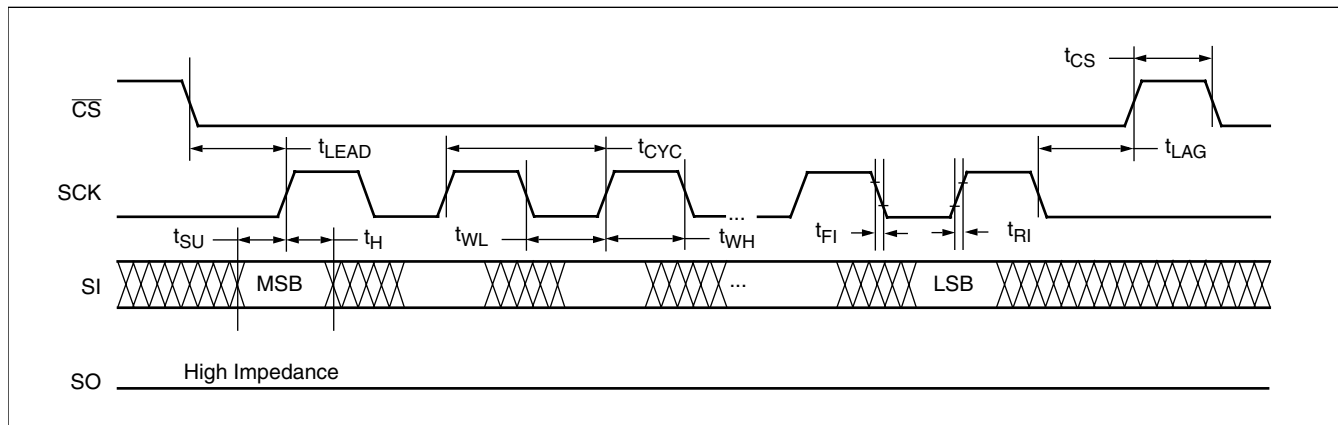 tCS
CS
tLEAD
tCYC
tLAG
SCK
...
tSU
tH
tWL
tWH
tFI
tRI
SI
MSB
...
LSB
High Impedance
SO